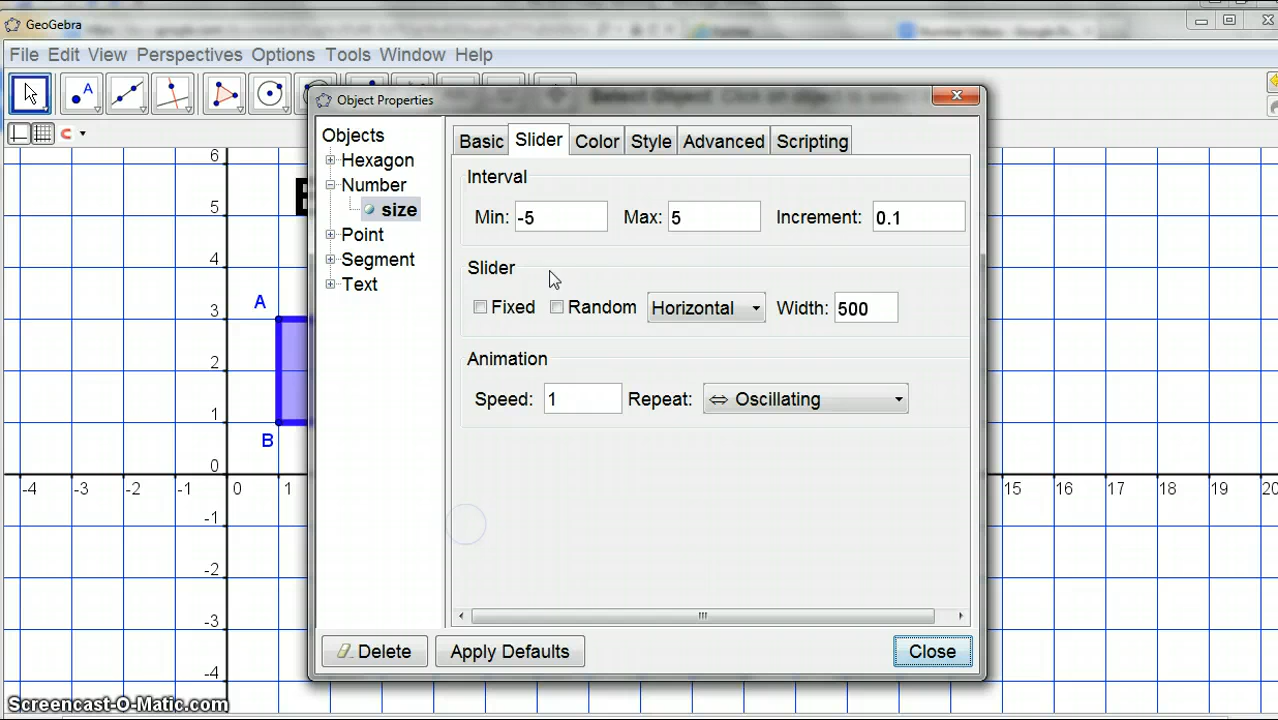 GeoGebra
File Edit View Perspectives Options Tools Window Help
A
Object Properties
Objects
Hexagon
Number
size
Point
Segment
Text
Basic Slider Color Style Advanced Scripting
Interval
Min: -5 Max: 5 Increment: 0.1
Slider
Fixed Random Horizontal Width: 500
Animation
Speed: 1 Repeat: Oscillating
Delete Apply Defaults Close
6
5
4
3
2
1
0
-1
-2
-3
-4
A
B
-4 -3 -2 -1 0 1 15 16 17 18 19 20
Screencast-O-Matic.com